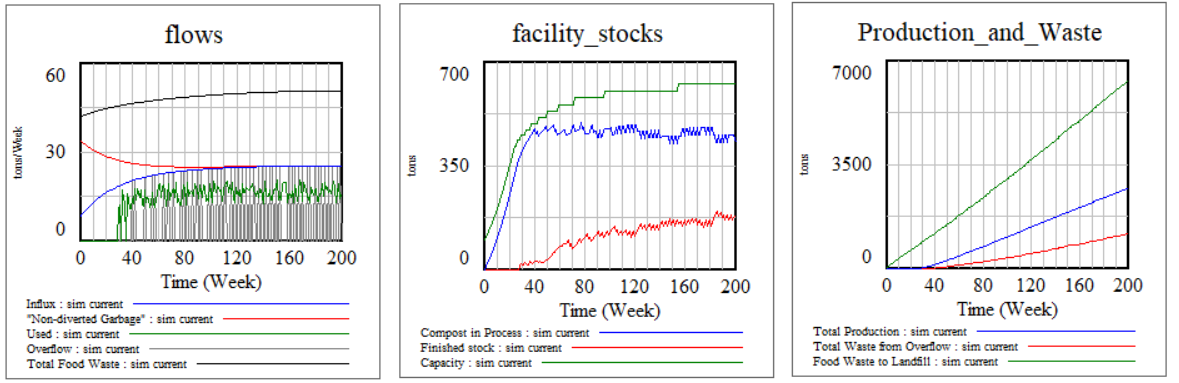 flows
60
30
0
tons/Week
0 40 80 120 160 200
Time (Week)
Influx : sim current
"Non-diverted Garbage" : sim current
Used : sim current
Overflow : sim current
Total Food Waste : sim current
facility_stocks
700
350
0
tons
0 40 80 120 160 200
Time (Week)
Compost in Process : sim current
Finished stock : sim current
Capacity : sim current
Production_and_Waste
7000
3500
0
tons
0 40 80 120 160 200
Time (Week)
Total Production : sim current
Total Waste from Overflow : sim current
Food Waste to Landfill : sim current